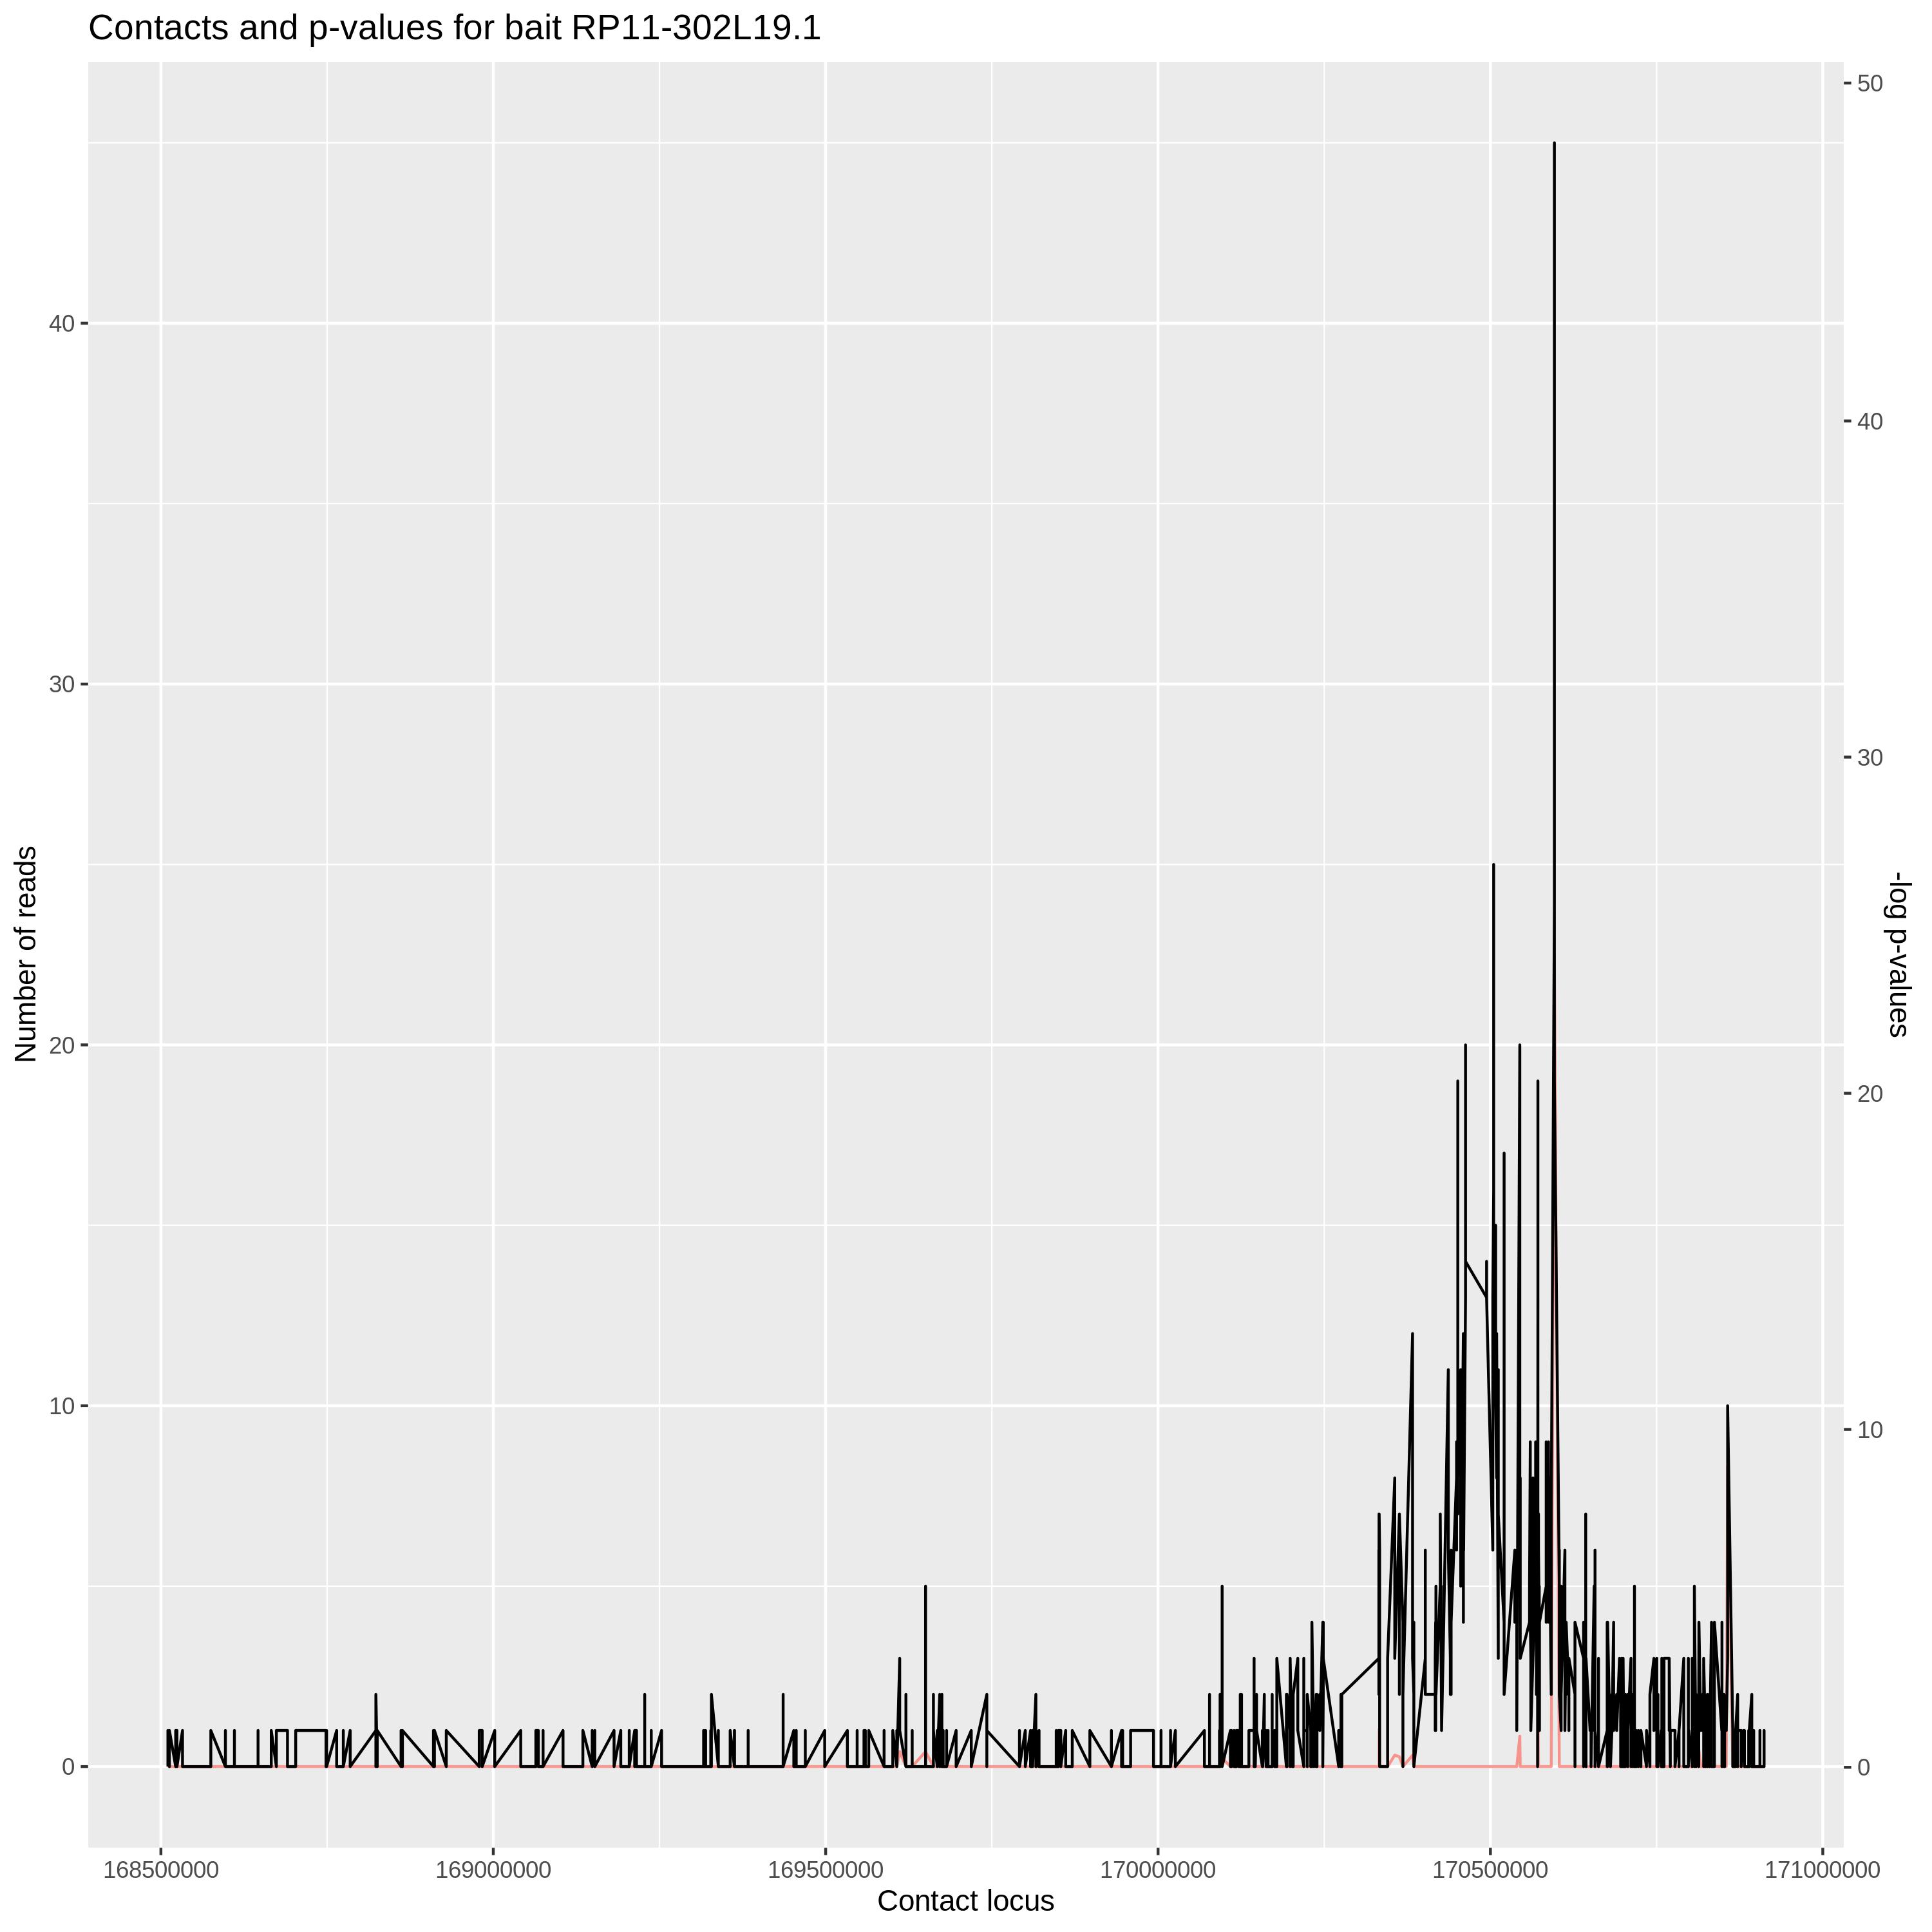 Contacts and p-values for bait RP11-302L19.1
Number of reads
40
30
20
10
0
50
40
30
20
10
0
-log p-values
168500000 169000000 169500000 170000000 170500000 171000000
Contact locus